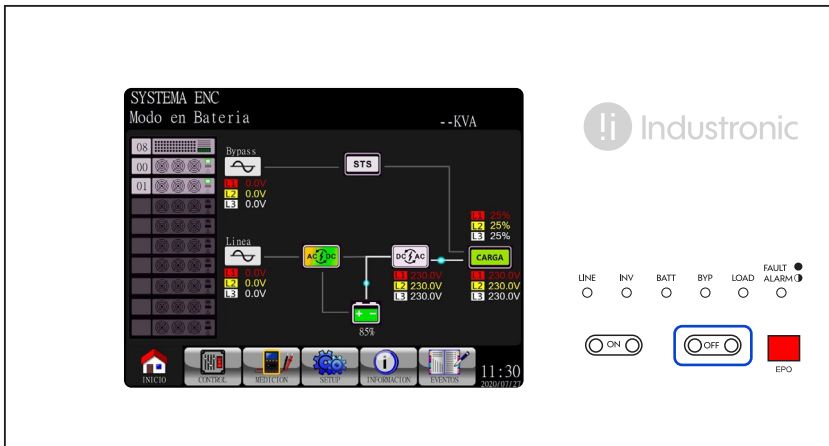 SYSTEMA ENC
Modo en Bateria
--KVA
08
00
01
Bypass
L1 0.0V
L2 0.0V
L3 0.0V
STS
L1 25%
L2 25%
L3 25%
Linea
L1 0.0V
L2 0.0V
L3 0.0V
AC DC
DC AC
L1 230.0V
L2 230.0V
L3 230.0V
CARGA
L1 230.0V
L2 230.0V
L3 230.0V
85%
INICIO
CONTROL
MEDICION
SETUP
INFORMACION
EVENTOS
11:30
2020/07/27
Industronic
LINE
INV
BATT
BYP
LOAD
FAULT
ALARM
ON
OFF
EPO